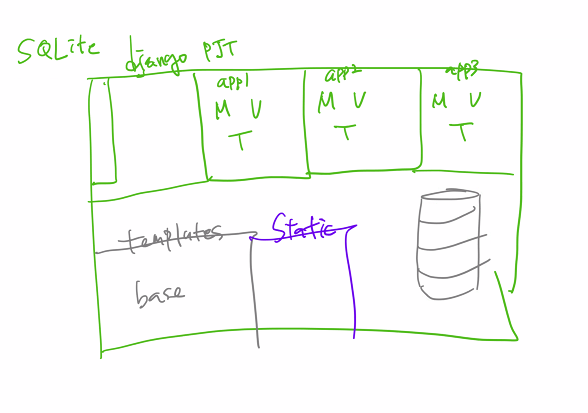 SQLite django PJT
app1 app2 app3
M V M V M V
T T T
templates Static
base